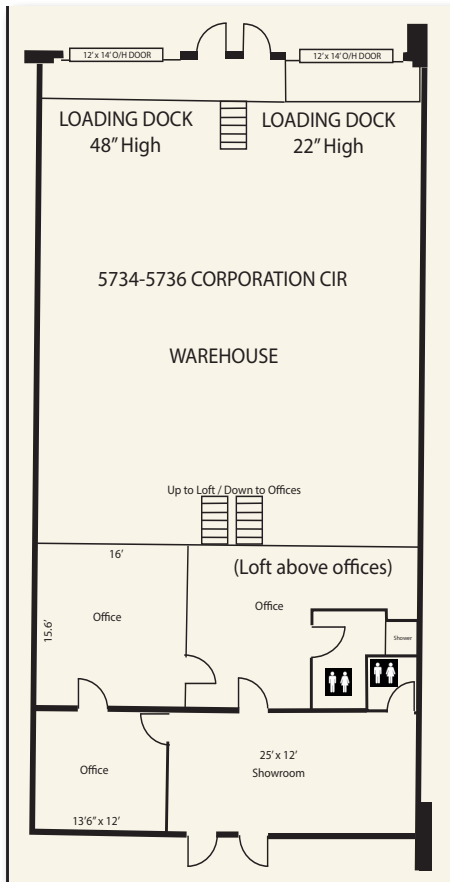 12' x 14' O/H DOOR
12' x 14' O/H DOOR
LOADING DOCK
48" High
LOADING DOCK
22" High
5734-5736 CORPORATION CIR
WAREHOUSE
Up to Loft / Down to Offices
16'
(Loft above offices)
Office
Office
15.6'
Shower
25' x 12'
Showroom
Office
13'6" x 12'